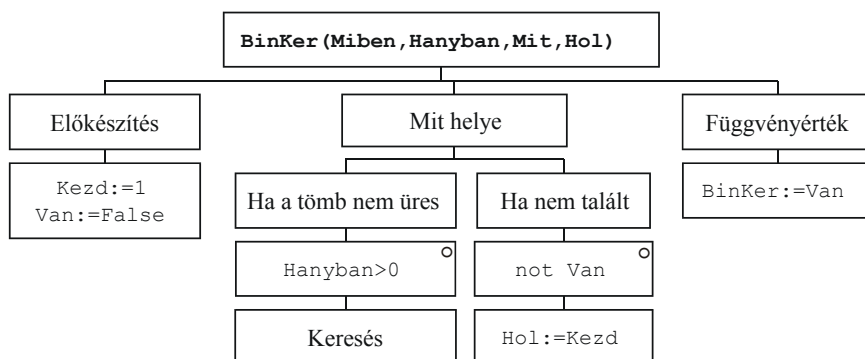 BinKer(Miben,Hanyban,Mit,Hol)
Előkészítés
Mit helye
Függvényérték
Kezd:=1
Van:=False
BinKer:=Van
Ha a tömb nem üres
Ha nem talált
Hanyban>0
not Van
Keresés
Hol:=Kezd